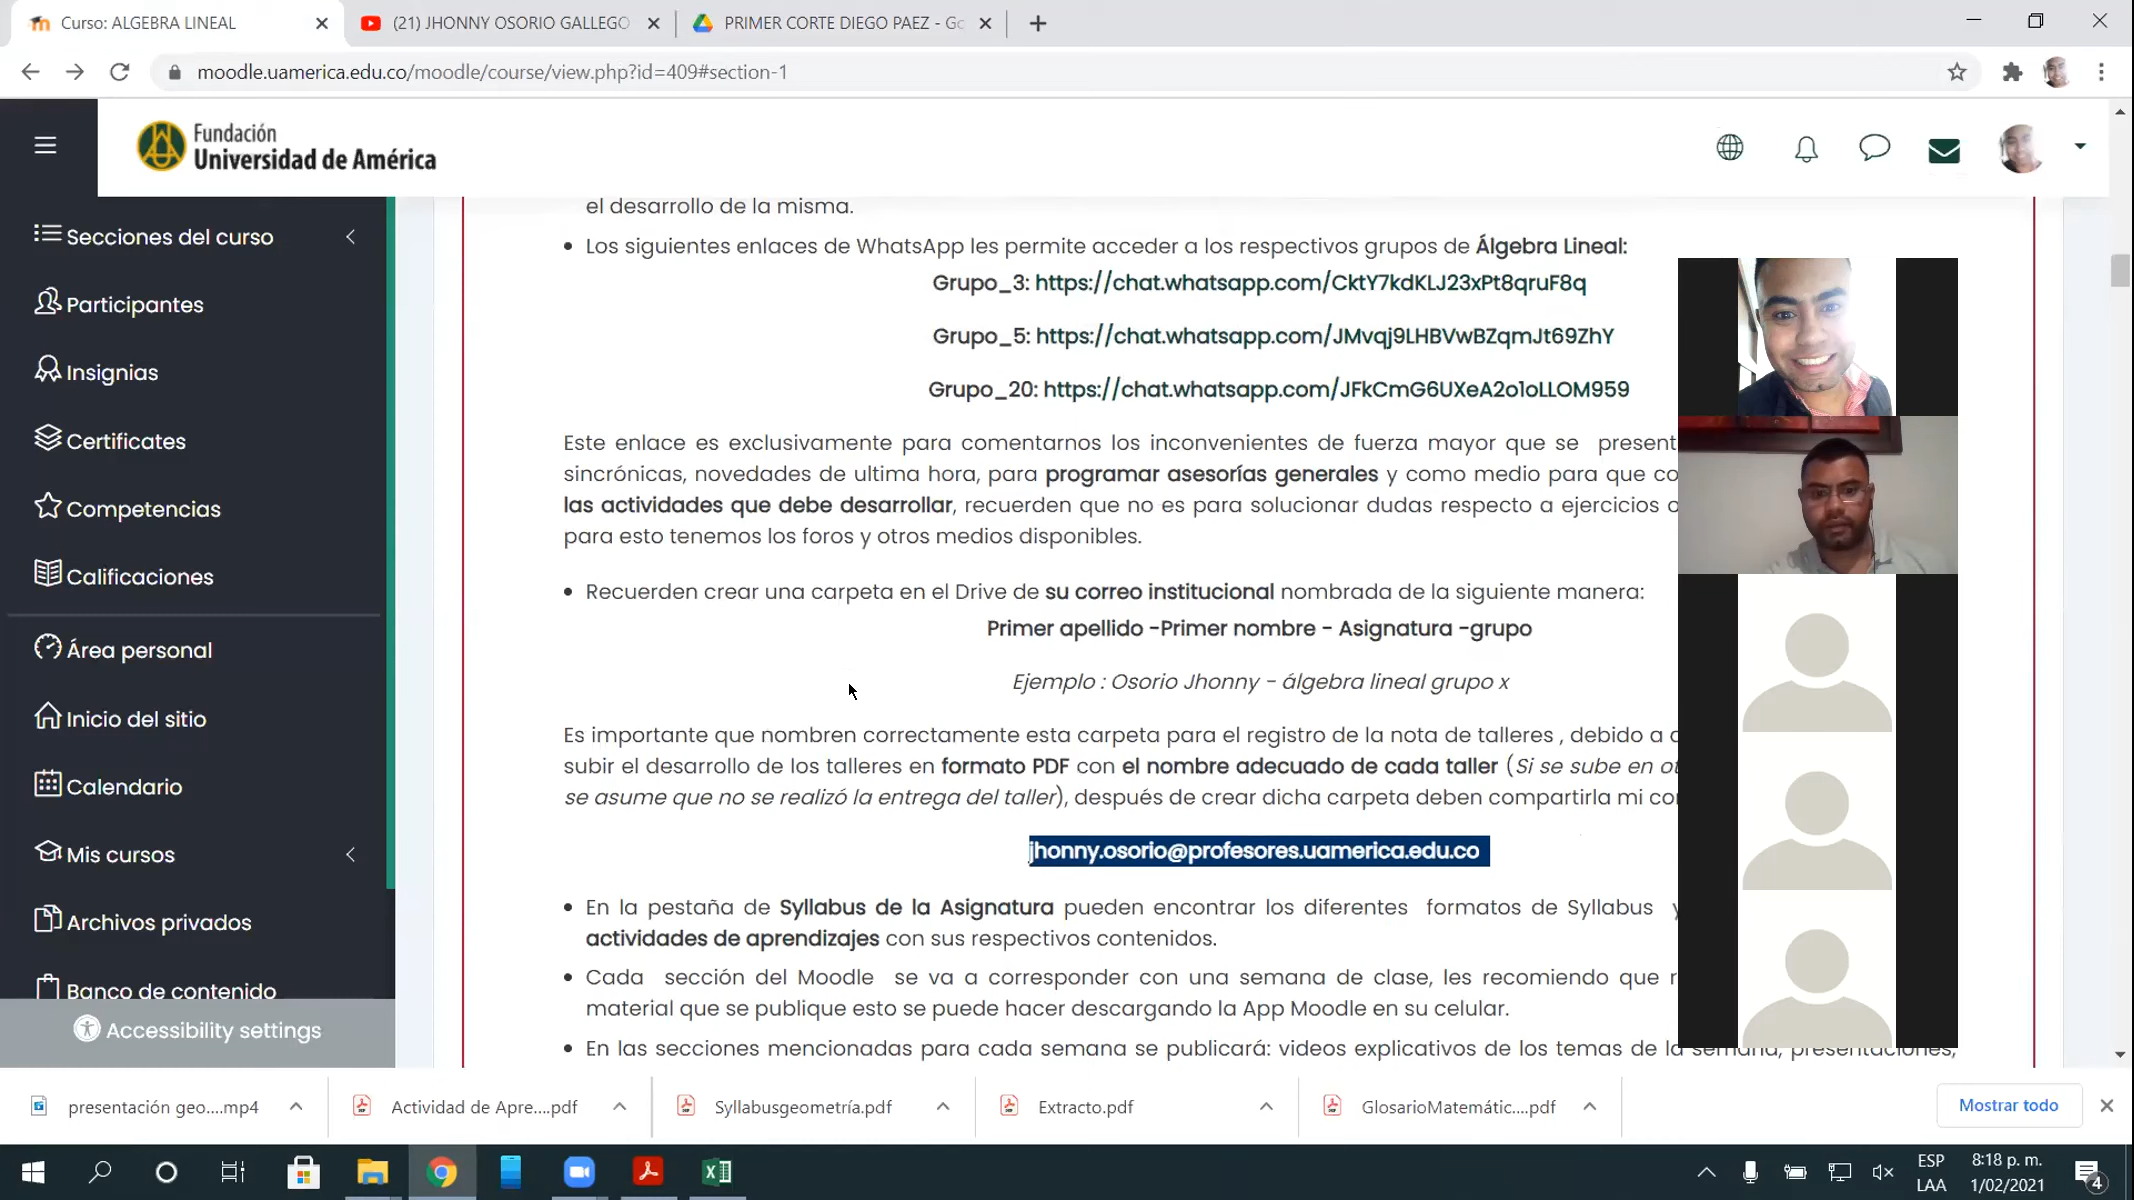 Curso: ALGEBRA LINEAL
(21) JHONNY OSORIO GALLEGO
PRIMER CORTE DIEGO PAEZ - Go
moodle.uamerica.edu.co/moodle/course/view.php?id=409#section-1
Fundación
Universidad de América
Secciones del curso
Participantes
Insignias
Certificates
Competencias
Calificaciones
Área personal
Inicio del sitio
Calendario
Mis cursos
Archivos privados
Banco de contenido
Accessibility settings
el desarrollo de la misma.
• Los siguientes enlaces de WhatsApp les permite acceder a los respectivos grupos de Álgebra Lineal:
Grupo_3: https://chat.whatsapp.com/CktY7kdKLJ23xPt8qruF8q
Grupo_5: https://chat.whatsapp.com/JMvqj9LHBVwBZqmJt69ZhY
Grupo_20: https://chat.whatsapp.com/JFkCmG6UXeA2o1oLLOM959
Este enlace es exclusivamente para comentarnos los inconvenientes de fuerza mayor que se present
sincrónicas, novedades de ultima hora, para programar asesorías generales y como medio para que co
las actividades que debe desarrollar, recuerden que no es para solucionar dudas respecto a ejercicios o
para esto tenemos los foros y otros medios disponibles.
• Recuerden crear una carpeta en el Drive de su correo institucional nombrada de la siguiente manera:
Primer apellido -Primer nombre - Asignatura -grupo
Ejemplo : Osorio Jhonny - álgebra lineal grupo x
Es importante que nombren correctamente esta carpeta para el registro de la nota de talleres , debido a
subir el desarrollo de los talleres en formato PDF con el nombre adecuado de cada taller (Si se sube en
se asume que no se realizó la entrega del taller), después de crear dicha carpeta deben compartirla mi
jhonny.osorio@profesores.uamerica.edu.co
• En la pestaña de Syllabus de la Asignatura pueden encontrar los diferentes formatos de Syllabus y
actividades de aprendizajes con sus respectivos contenidos.
• Cada sección del Moodle se va a corresponder con una semana de clase, les recomiendo que
material que se publique esto se puede hacer descargando la App Moodle en su celular.
• En las secciones mencionadas para cada semana se publicará: videos explicativos de los temas de la semana, presentaciones,
presentación geo....mp4
Actividad de Apre....pdf
Syllabusgeometría.pdf
Extracto.pdf
GlosarioMatemátic....pdf
Mostrar todo
ESP
LAA
8:18 p. m.
1/02/2021
4